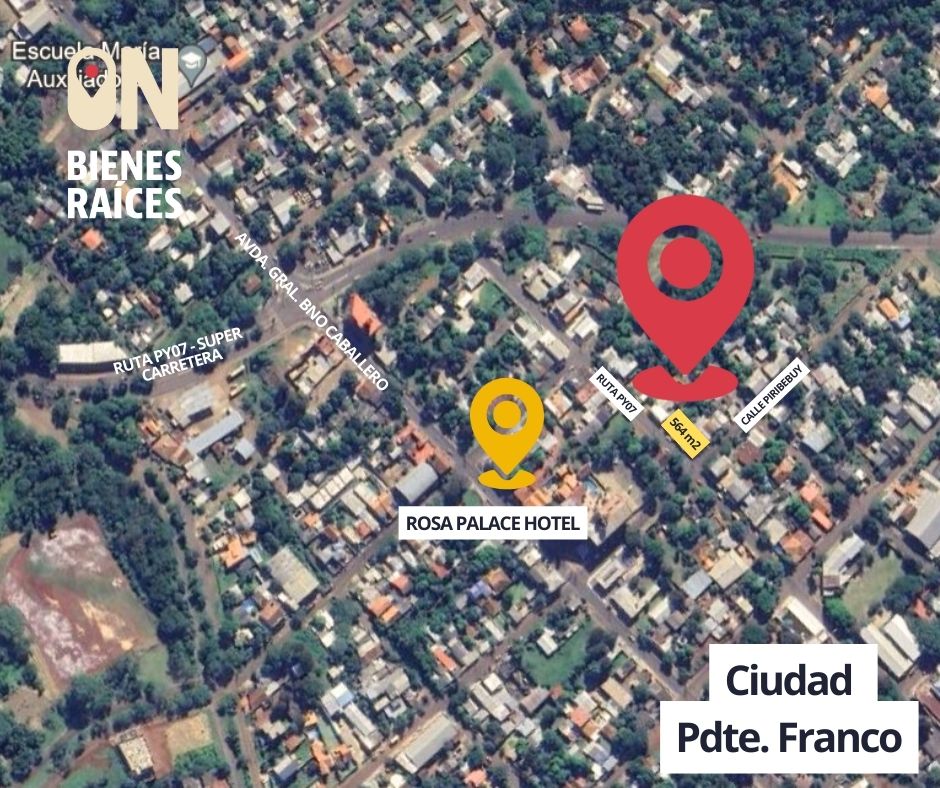 Escuela María
Auxiliado
ON
BIENES
RAÍCES
AVDA. GRAL. BNO CABALLERO
RUTA PY07 - SUPER
CARRETERA
RUTA PY07
564 m2
CALLE PIRIBEBUY
ROSA PALACE HOTEL
Ciudad
Pdte. Franco